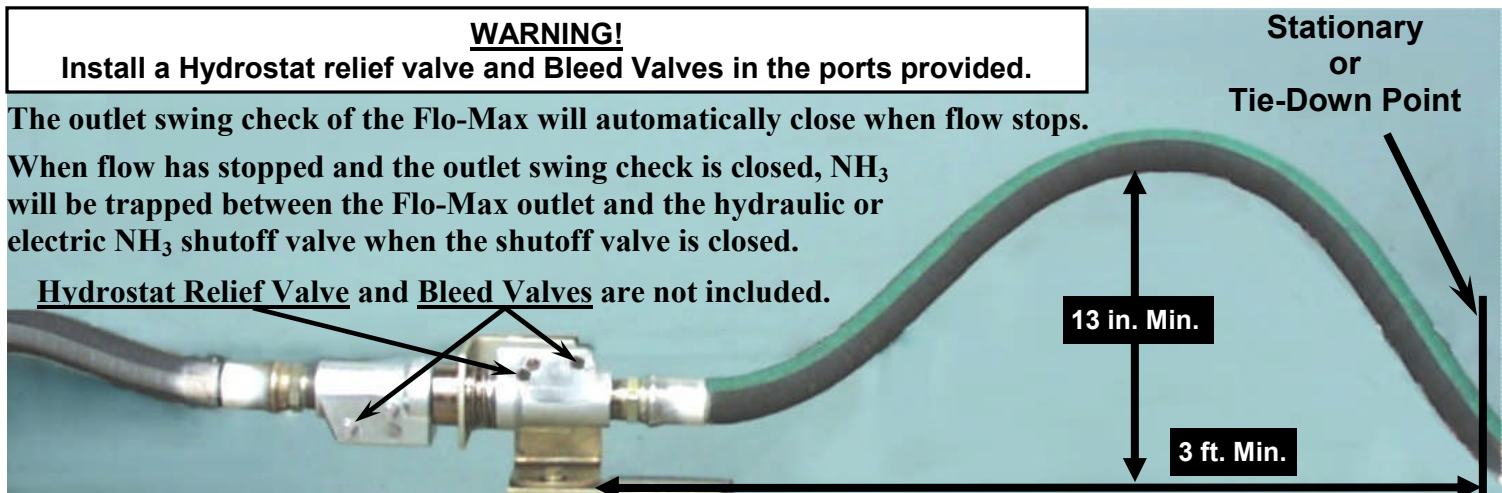 WARNING!
Install a Hydrostat relief valve and Bleed Valves in the ports provided.
Stationary
or
Tie-Down Point
The outlet swing check of the Flo-Max will automatically close when flow stops.
When flow has stopped and the outlet swing check is closed, NH₃
will be trapped between the Flo-Max outlet and the hydraulic or
electric NH₃ shutoff valve when the shutoff valve is closed.
Hydrostat Relief Valve and Bleed Valves are not included.
13 in. Min.
3 ft. Min.